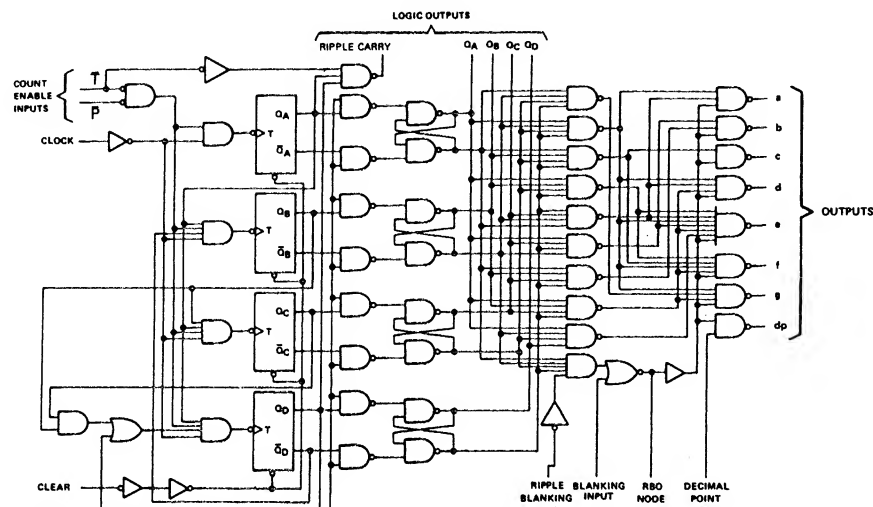 LOGIC OUTPUTS
RIPPLE CARRY QA QB QC QD
COUNT ENABLE INPUTS
T̅
P̅
CLOCK
QA
T
Q̅A
QB
T
Q̅B
QC
T
Q̅C
QD
T
Q̅D
CLEAR
a
b
c
d
e
f
g
dp
OUTPUTS
RIPPLE BLANKING
BLANKING INPUT
RBO NODE
DECIMAL POINT